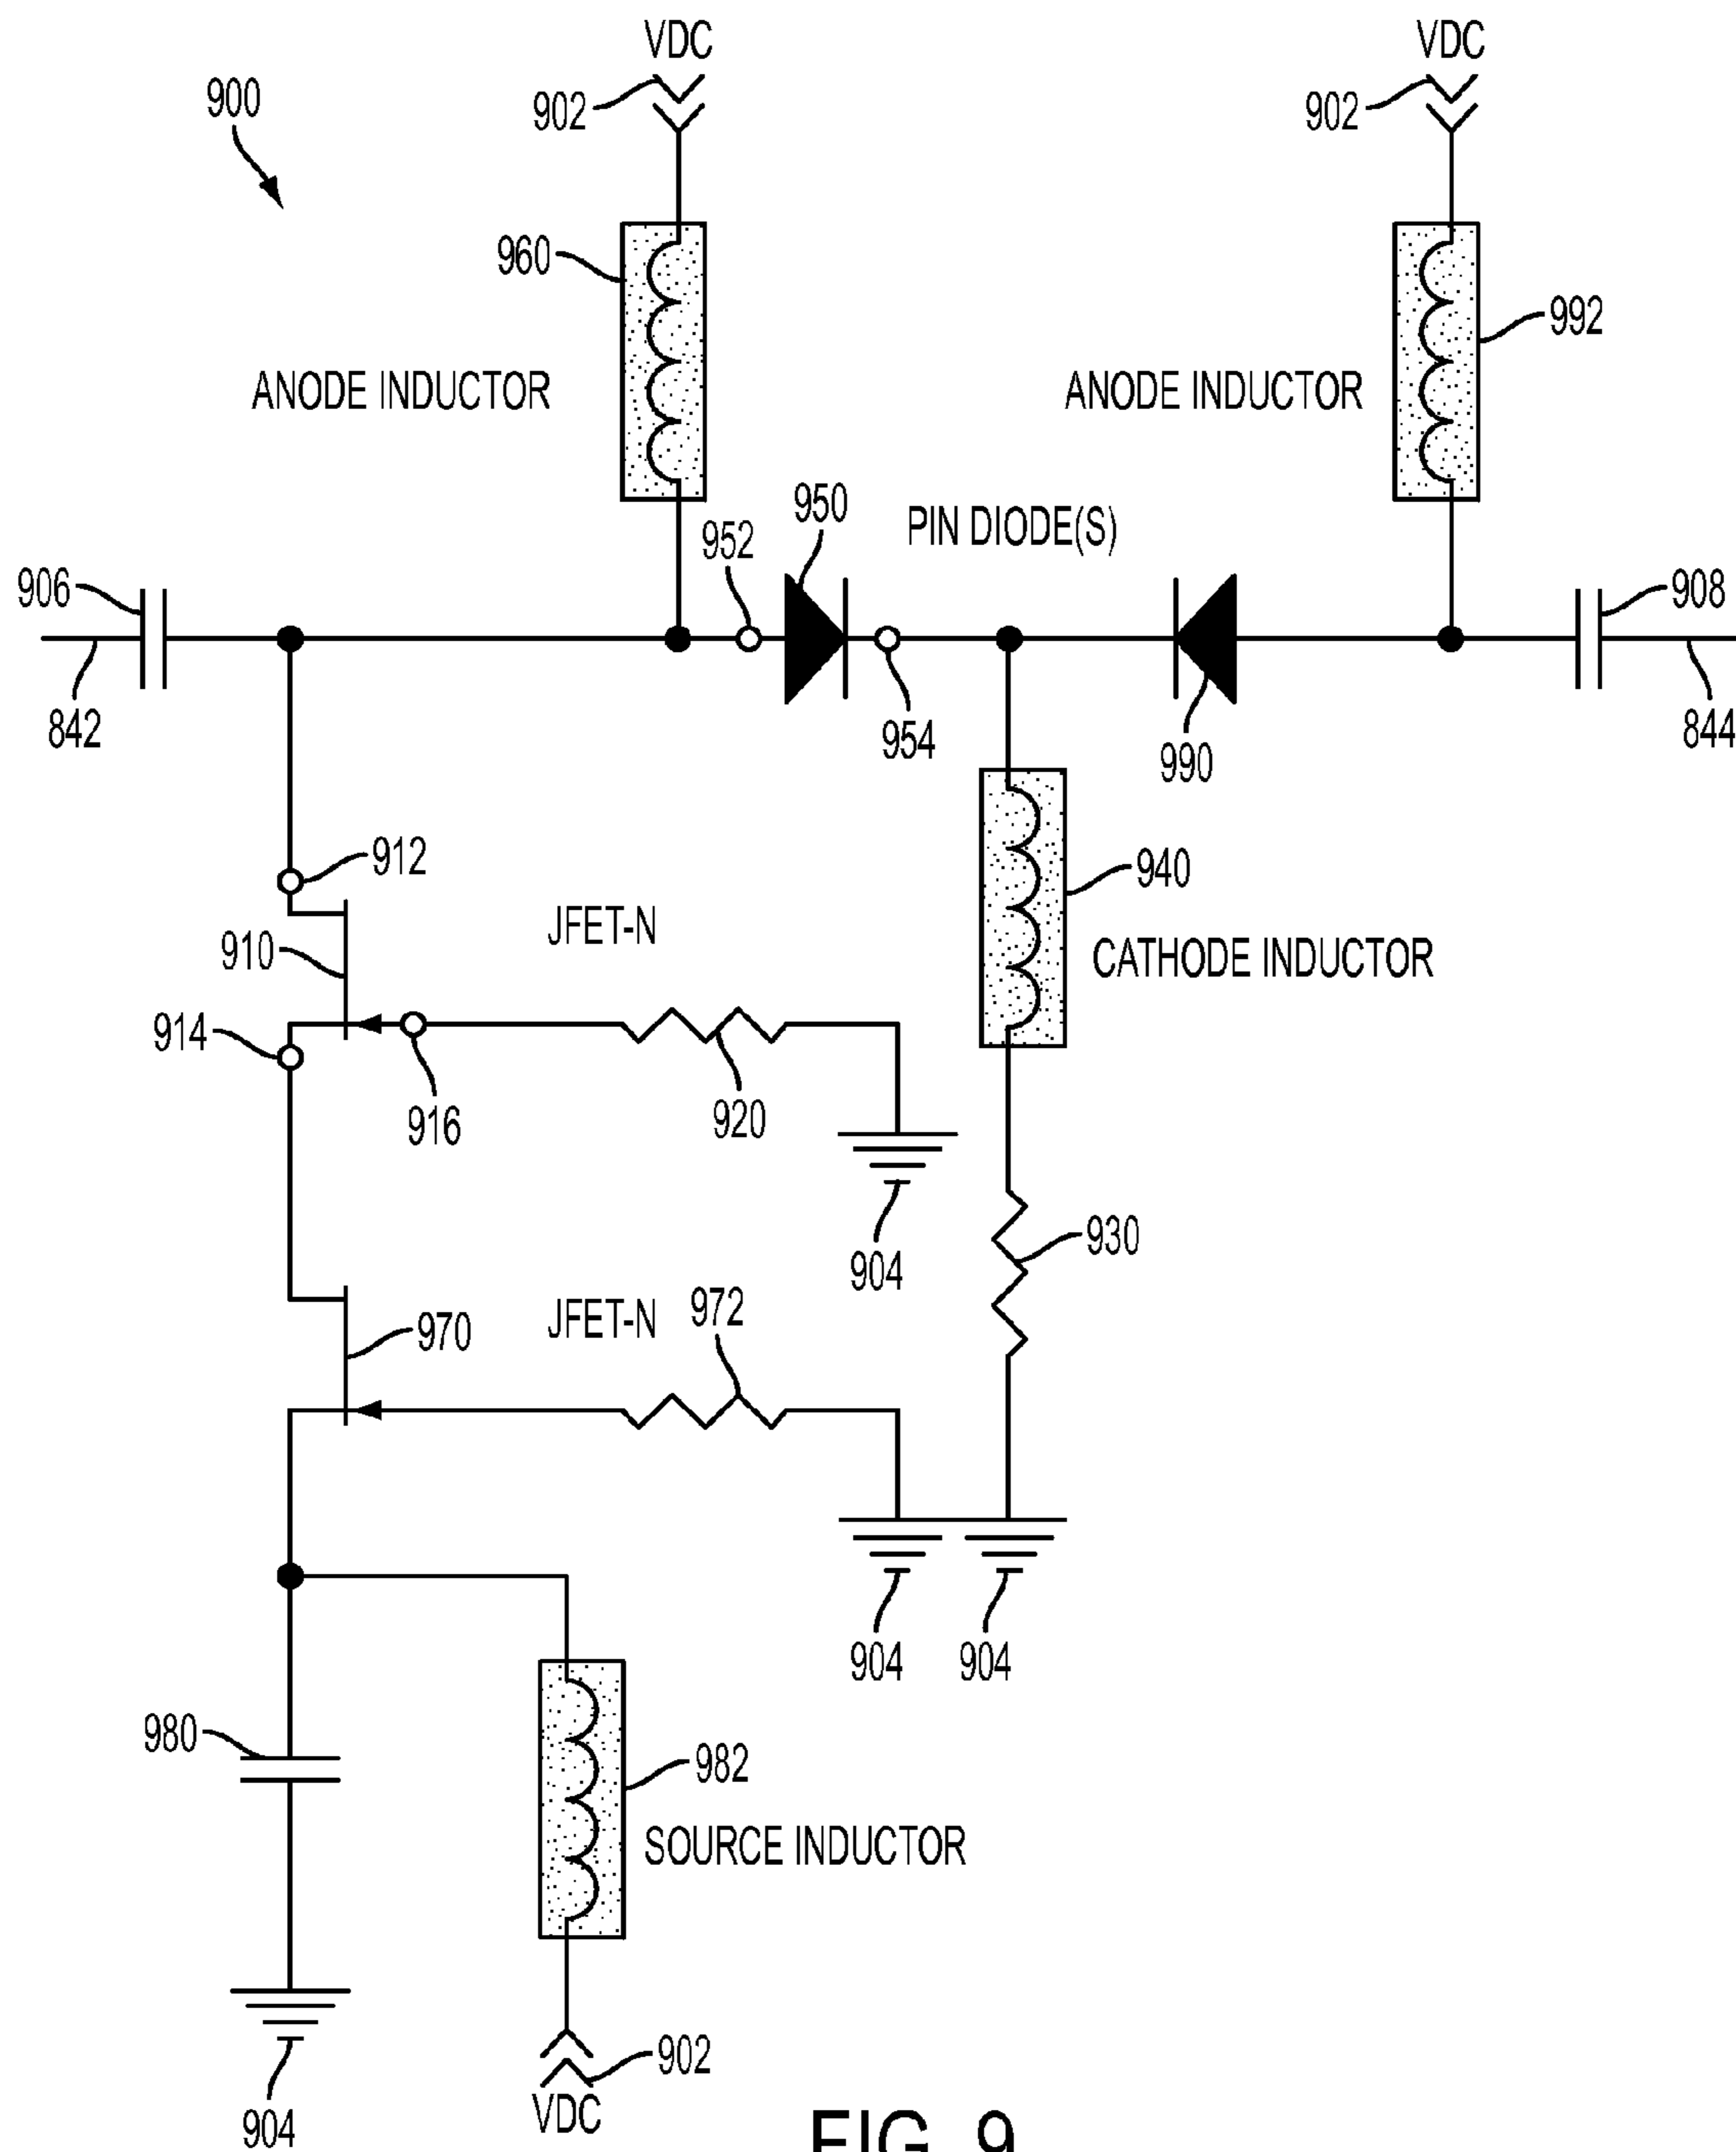 VDC
VDC
900
902
902
960
992
ANODE INDUCTOR
ANODE INDUCTOR
950
PIN DIODE(S)
952
906
908
842
954
990
844
912
910
JFET-N
940
CATHODE INDUCTOR
914
916
920
930
904
970
JFET-N
972
904
904
980
982
SOURCE INDUCTOR
902
904
VDC
FIG. 9